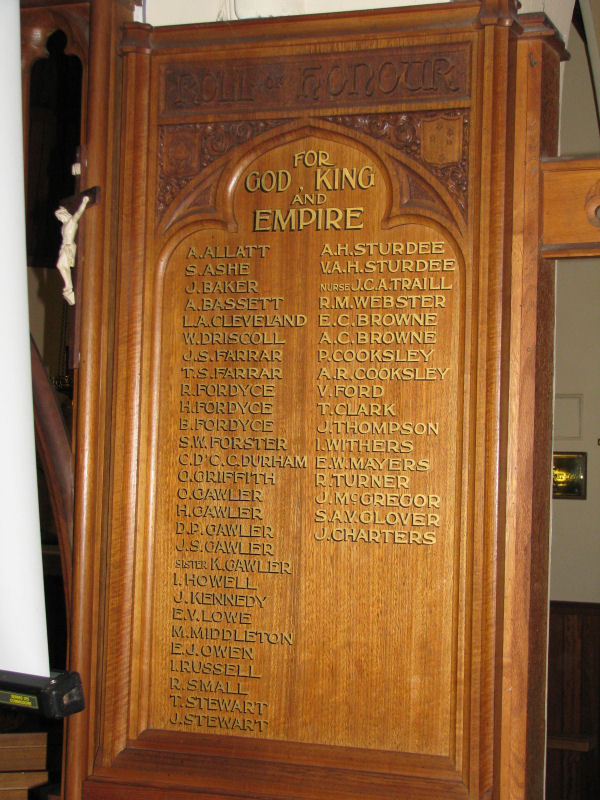 ROLL OF HONOUR
FOR
GOD, KING
AND
EMPIRE
A. ALLATT
S. ASHE
J. BAKER
A. BASSETT
L.A. CLEVELAND
W. DRISCOLL
J.S. FARRAR
T.S. FARRAR
R. FORDYCE
H. FORDYCE
B. FORDYCE
S.W. FORSTER
C.D'C.C. DURHAM
O. GRIFFITH
O. GAWLER
H. GAWLER
D.P. GAWLER
J.S. GAWLER
SISTER K. GAWLER
I. HOWELL
J. KENNEDY
E.V. LOWE
M. MIDDLETON
E.J. OWEN
I. RUSSELL
R. SMALL
T. STEWART
J. STEWART
A.H. STURDEE
V.A.H. STURDEE
NURSE J.C.A. TRAILL
R.M. WEBSTER
E.C. BROWNE
A.C. BROWNE
P. COOKSLEY
A.R. COOKSLEY
V. FORD
T. CLARK
J. THOMPSON
I. WITHERS
E.W. MAYERS
R. TURNER
J. McGREGOR
S.A.V. GLOVER
J. CHARTERS